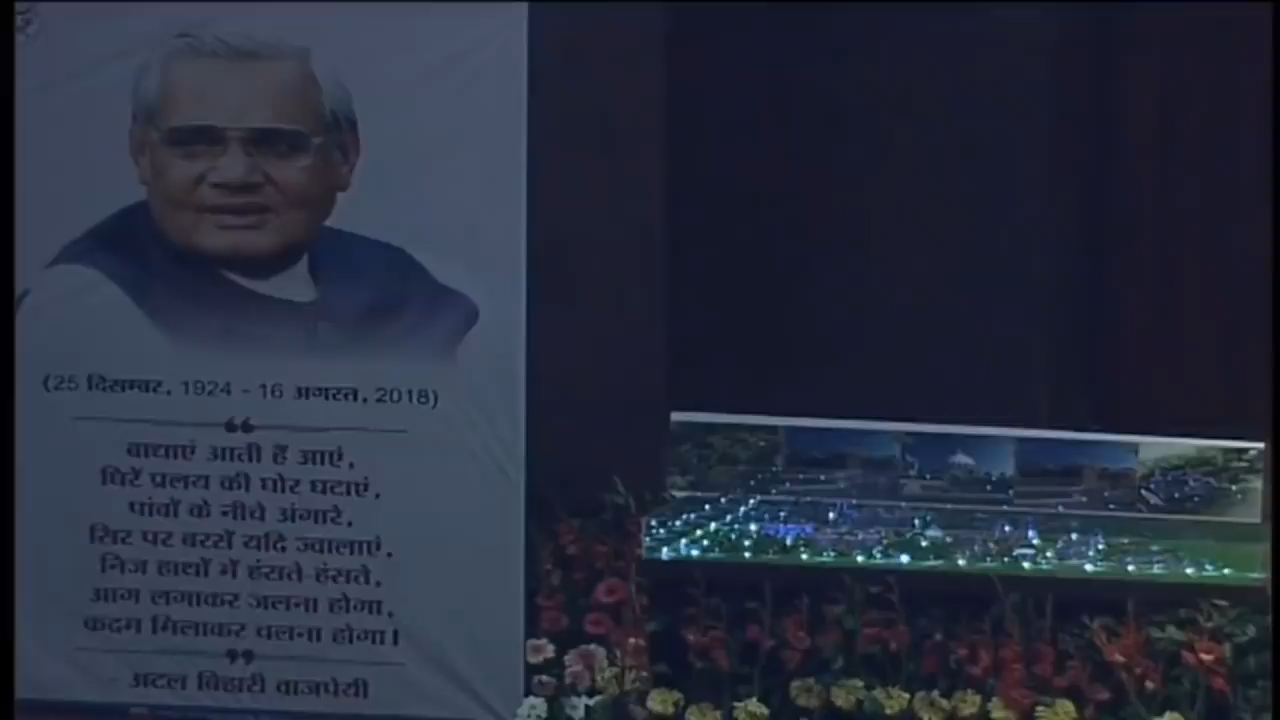 (25 दिसम्बर, 1924 - 16 अगस्त, 2018)
“
बाधाएं आती हैं आएं,
घिरें प्रलय की घोर घटाएं,
पांवों के नीचे अंगारे,
सिर पर बरसें यदि ज्वालाएं,
निज हाथों में हंसते-हंसते,
आग लगाकर जलना होगा,
कदम मिलाकर चलना होगा।
”
अटल बिहारी वाजपेयी